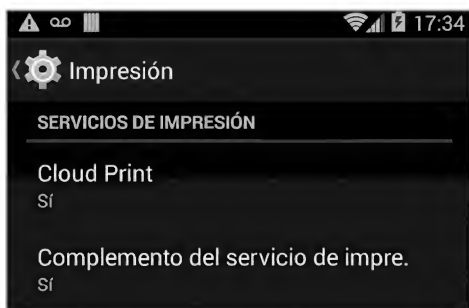 17:34
Impresión
SERVICIOS DE IMPRESIÓN
Cloud Print
Sí
Complemento del servicio de impre.
Sí